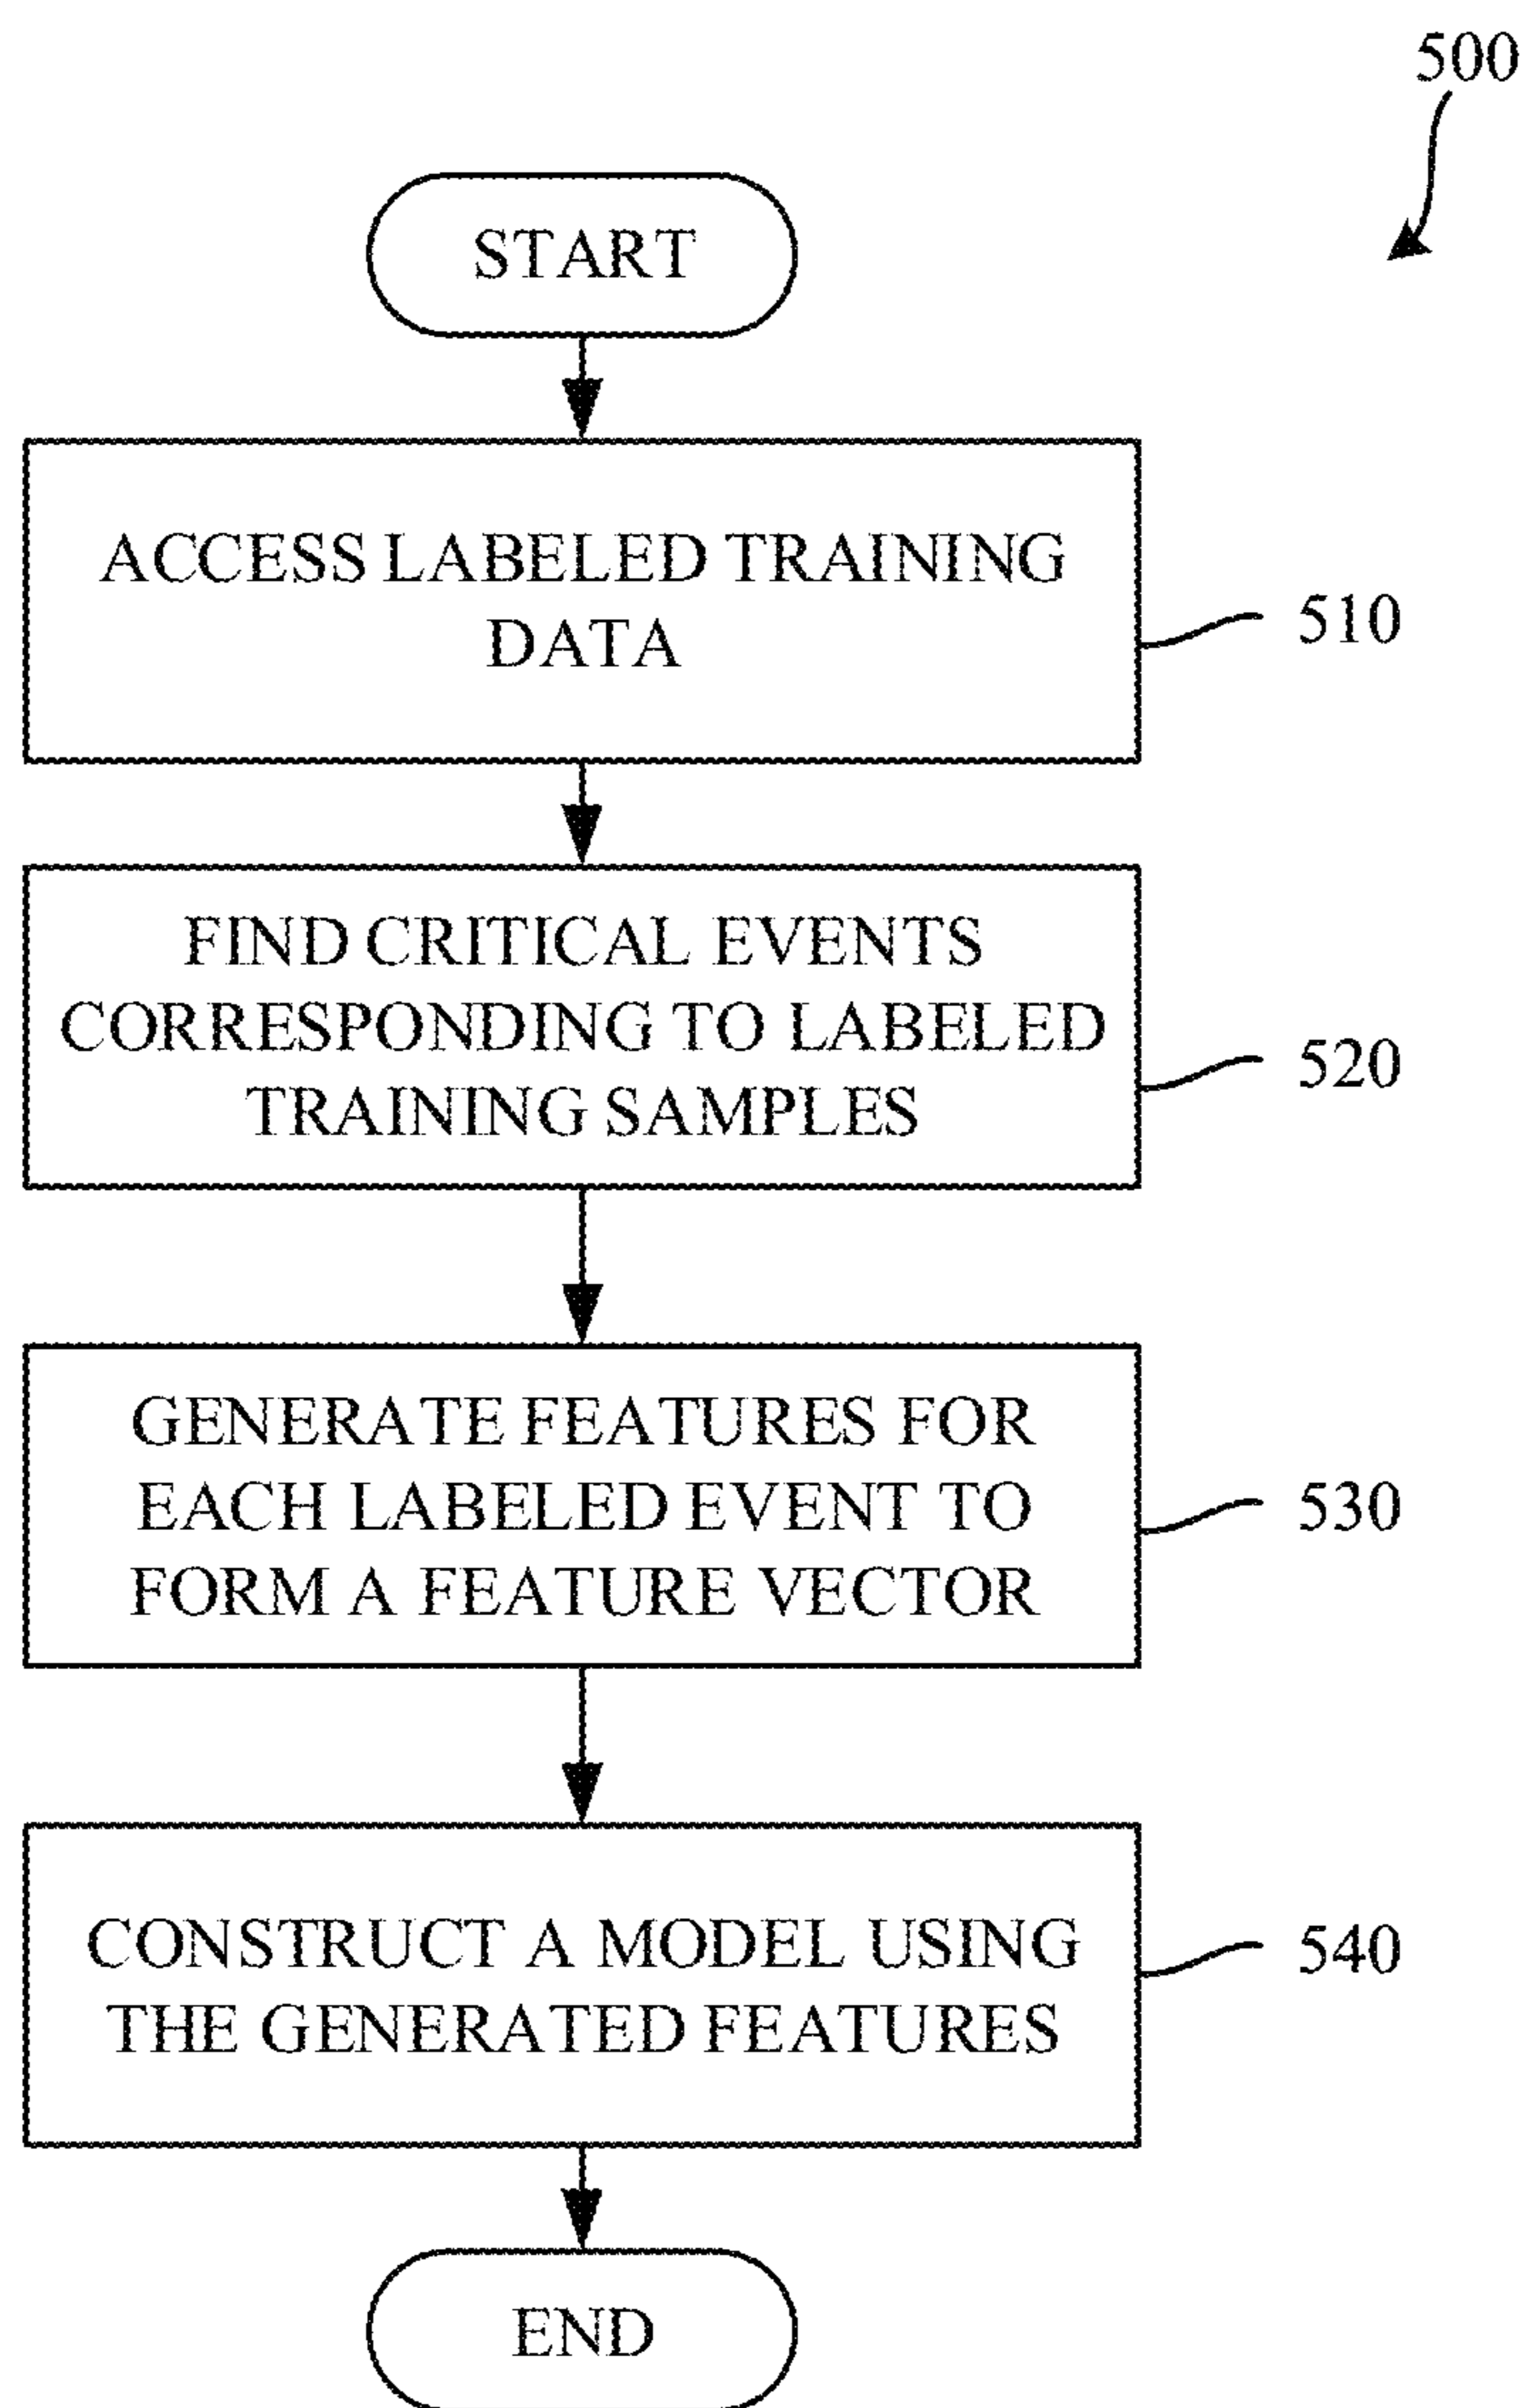 500
START
ACCESS LABELED TRAINING
DATA
510
FIND CRITICAL EVENTS
CORRESPONDING TO LABELED
TRAINING SAMPLES
520
GENERATE FEATURES FOR
EACH LABELED EVENT TO
FORM A FEATURE VECTOR
530
CONSTRUCT A MODEL USING
THE GENERATED FEATURES
540
END